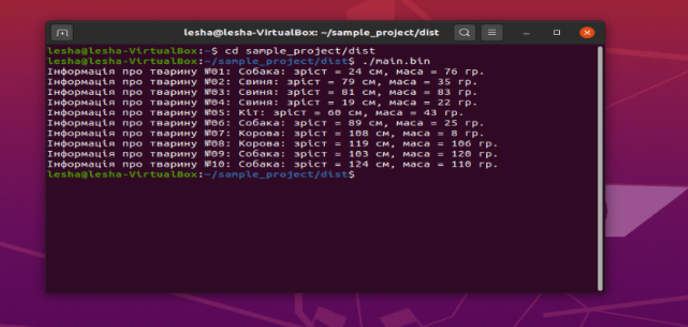 lesha@lesha-VirtualBox: ~/sample_project/dist
lesha@lesha-VirtualBox:~$ cd sample_project/dist
lesha@lesha-VirtualBox:~/sample_project/dist$ ./main.bin
Інформація про тварину №01: Собака: зріст = 24 см, маса = 76 гр.
Інформація про тварину №02: Свиня: зріст = 79 см, маса = 35 гр.
Інформація про тварину №03: Свиня: зріст = 81 см, маса = 83 гр.
Інформація про тварину №04: Свиня: зріст = 19 см, маса = 22 гр.
Інформація про тварину №05: Кіт: зріст = 60 см, маса = 43 гр.
Інформація про тварину №06: Собака: зріст = 89 см, маса = 25 гр.
Інформація про тварину №07: Корова: зріст = 108 см, маса = 8 гр.
Інформація про тварину №08: Корова: зріст = 119 см, маса = 106 гр.
Інформація про тварину №09: Собака: зріст = 103 см, маса = 120 гр.
Інформація про тварину №10: Собака: зріст = 124 см, маса = 110 гр.
lesha@lesha-VirtualBox:~/sample_project/dist$